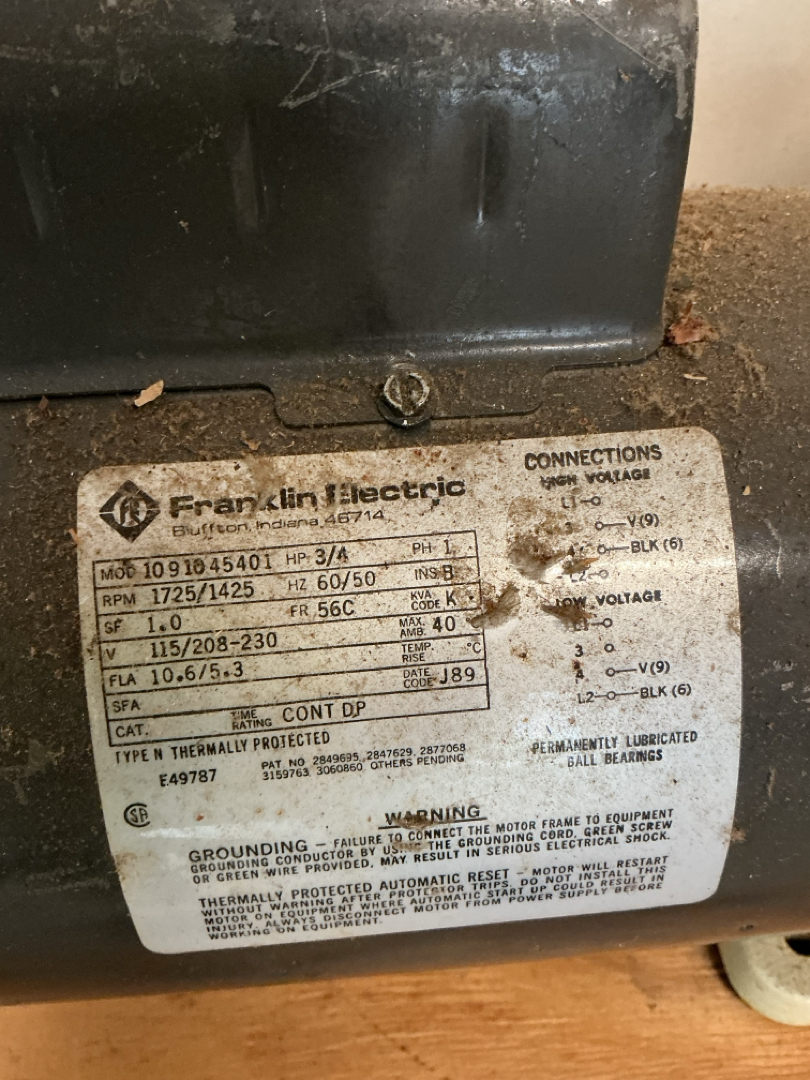 Franklin Electric
Bluffton, Indiana 46714
MOD 1091045401 HP 3/4 PH 1
RPM 1725/1425 HZ 60/50 INS B
SF 1.0 FR 56C KVA CODE K
V 115/208-230 MAX. AMB. 40
FLA 10.6/5.3 TEMP. RISE °C
SFA DATE CODE J89
CAT. TIME RATING CONT DP
TYPE N THERMALLY PROTECTED
E49787
PAT. NO 2849695, 2847629, 2877068
3159763, 3060860, OTHERS PENDING
SA
CONNECTIONS
HIGH VOLTAGE
L1
3 V(9)
4 BLK (6)
L2
LOW VOLTAGE
L1
3
4 V(9)
L2 BLK (6)
PERMANENTLY LUBRICATED
BALL BEARINGS
WARNING
GROUNDING – FAILURE TO CONNECT THE MOTOR FRAME TO EQUIPMENT
GROUNDING CONDUCTOR BY USING THE GROUNDING CORD, GREEN SCREW
OR GREEN WIRE PROVIDED, MAY RESULT IN SERIOUS ELECTRICAL SHOCK.
THERMALLY PROTECTED AUTOMATIC RESET – MOTOR WILL RESTART
WITHOUT WARNING AFTER PROTECTOR TRIPS. DO NOT INSTALL THIS
MOTOR ON EQUIPMENT WHERE AUTOMATIC START UP COULD RESULT IN
INJURY. ALWAYS DISCONNECT MOTOR FROM POWER SUPPLY BEFORE
WORKING ON EQUIPMENT.